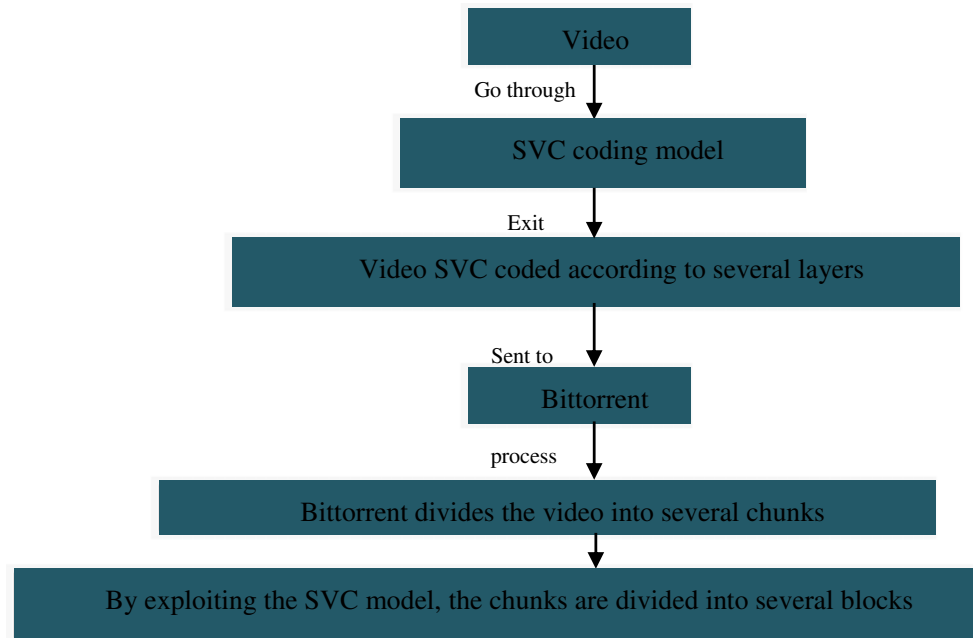 Video
Go through
SVC coding model
Exit
Video SVC coded according to several layers
Sent to
Bittorrent
process
Bittorrent divides the video into several chunks
By exploiting the SVC model, the chunks are divided into several blocks